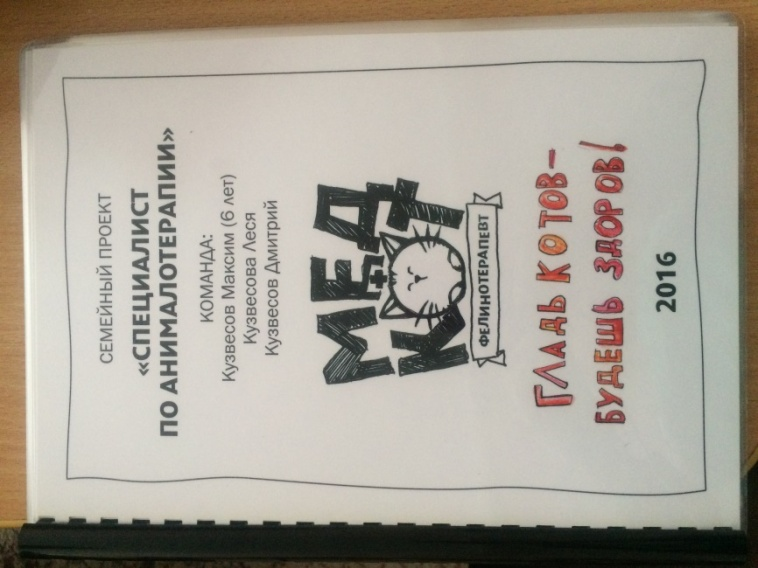 СЕМЕЙНЫЙ ПРОЕКТ
«СПЕЦИАЛИСТ
ПО АНИМАЛОТЕРАПИИ»
КОМАНДА:
Кузвесов Максим (6 лет)
Кузвесова Леся
Кузвесов Дмитрий
МЕД
КОТ
ФЕЛИНОТЕРАПЕВТ
ГЛАДЬ КОТОВ –
БУДЕШЬ ЗДОРОВ!
2016